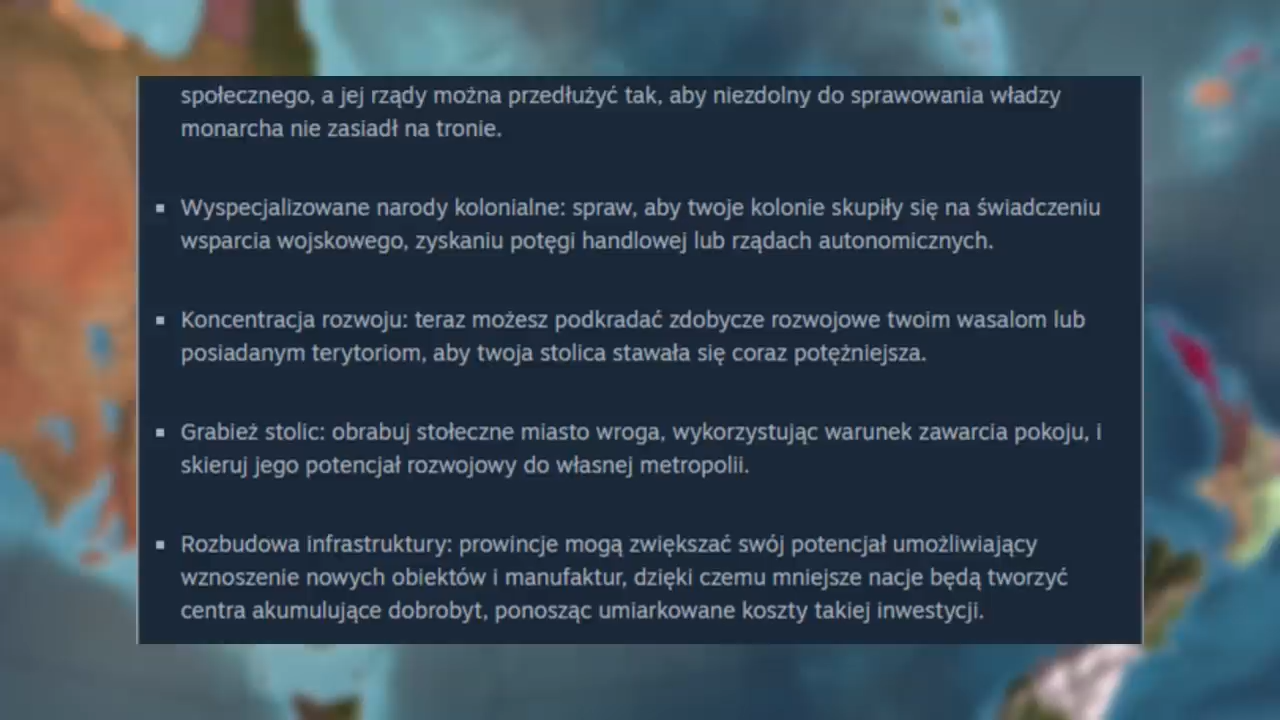 społecznego, a jej rządy można przedłużyć tak, aby niezdolny do sprawowania władzy
monarcha nie zasiadł na tronie.
▪ Wyspecjalizowane narody kolonialne: spraw, aby twoje kolonie skupiły się na świadczeniu
wsparcia wojskowego, zyskaniu potęgi handlowej lub rządach autonomicznych.
▪ Koncentracja rozwoju: teraz możesz podkradać zdobycze rozwojowe twoim wasalom lub
posiadanym terytoriom, aby twoja stolica stawała się coraz potężniejsza.
▪ Grabież stolic: obrabuj stołeczne miasto wroga, wykorzystując warunek zawarcia pokoju, i
skieruj jego potencjał rozwojowy do własnej metropolii.
▪ Rozbudowa infrastruktury: prowincje mogą zwiększać swój potencjał umożliwiający
wznoszenie nowych obiektów i manufaktur, dzięki czemu mniejsze nacje będą tworzyć
centra akumulujące dobrobyt, ponosząc umiarkowane koszty takiej inwestycji.